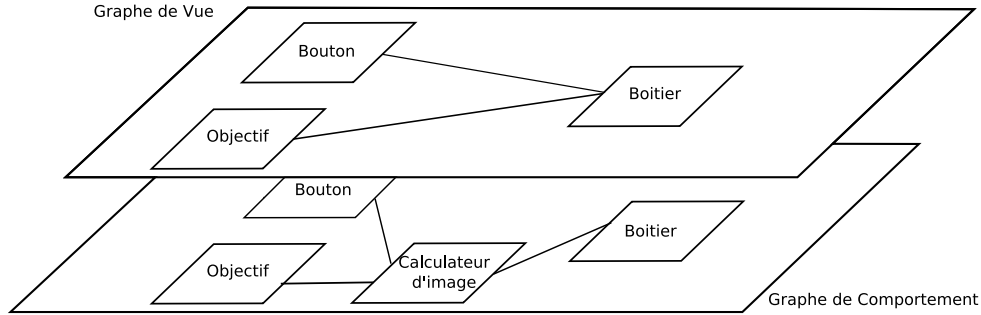 Graphe de Vue
Bouton
Boitier
Objectif
Bouton
Boitier
Objectif
Calculateur
d'image
Graphe de Comportement